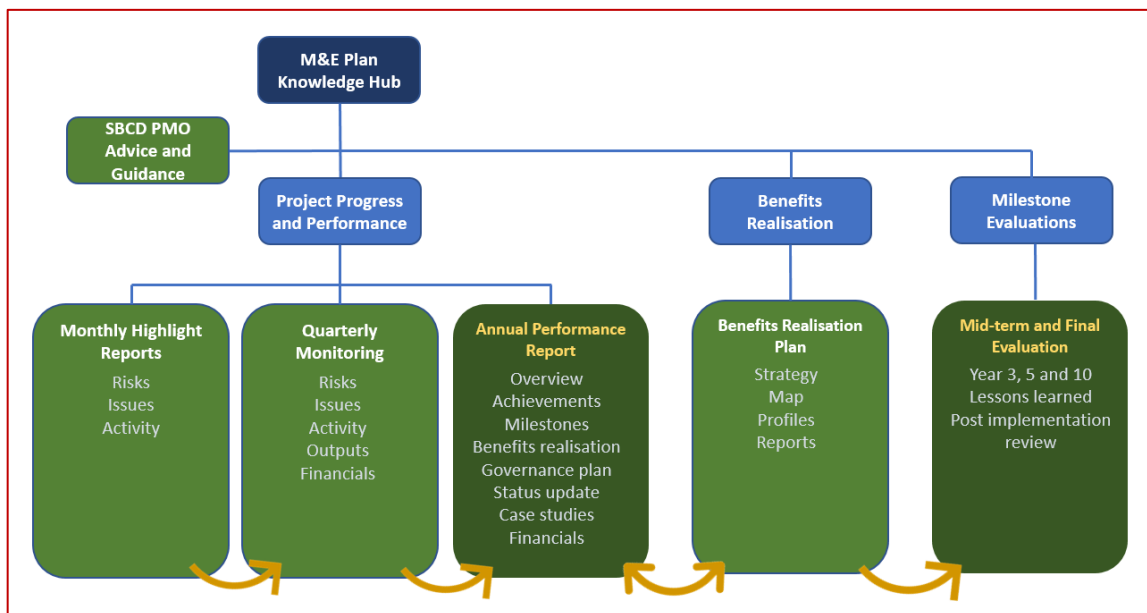 M&E Plan
Knowledge Hub
SBCD PMO
Advice and
Guidance
Project Progress
and Performance
Benefits
Realisation
Milestone
Evaluations
Monthly Highlight
Reports
Risks
Issues
Activity
Quarterly
Monitoring
Risks
Issues
Activity
Outputs
Financials
Annual Performance
Report
Overview
Achievements
Milestones
Benefits realisation
Governance plan
Status update
Case studies
Financials
Benefits Realisation
Plan
Strategy
Map
Profiles
Reports
Mid-term and Final
Evaluation
Year 3, 5 and 10
Lessons learned
Post implementation
review